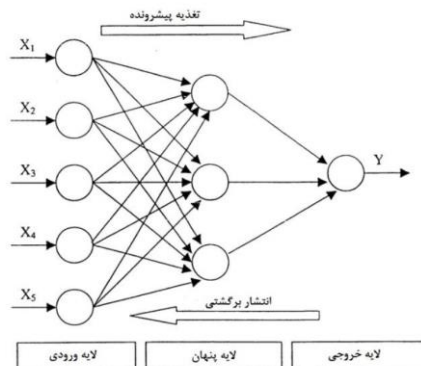 تغذیه پیشرونده
X₁
X₂
X₃
X₄
X₅
Y
انتشار برگشتی
لایه ورودی
لایه پنهان
لایه خروجی